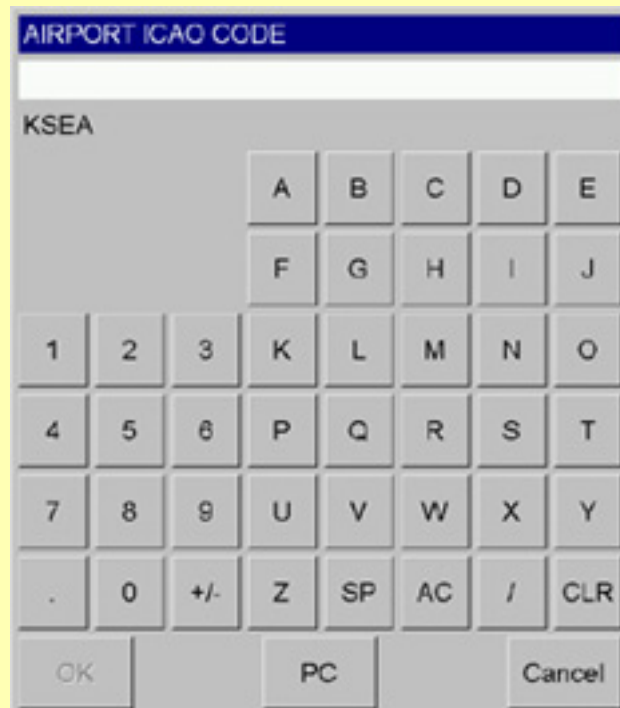 AIRPORT ICAO CODE
KSEA
A B C D E
F G H I J
1 2 3 K L M N O
4 5 6 P Q R S T
7 8 9 U V W X Y
. 0 +/- Z SP AC / CLR
OK PC Cancel